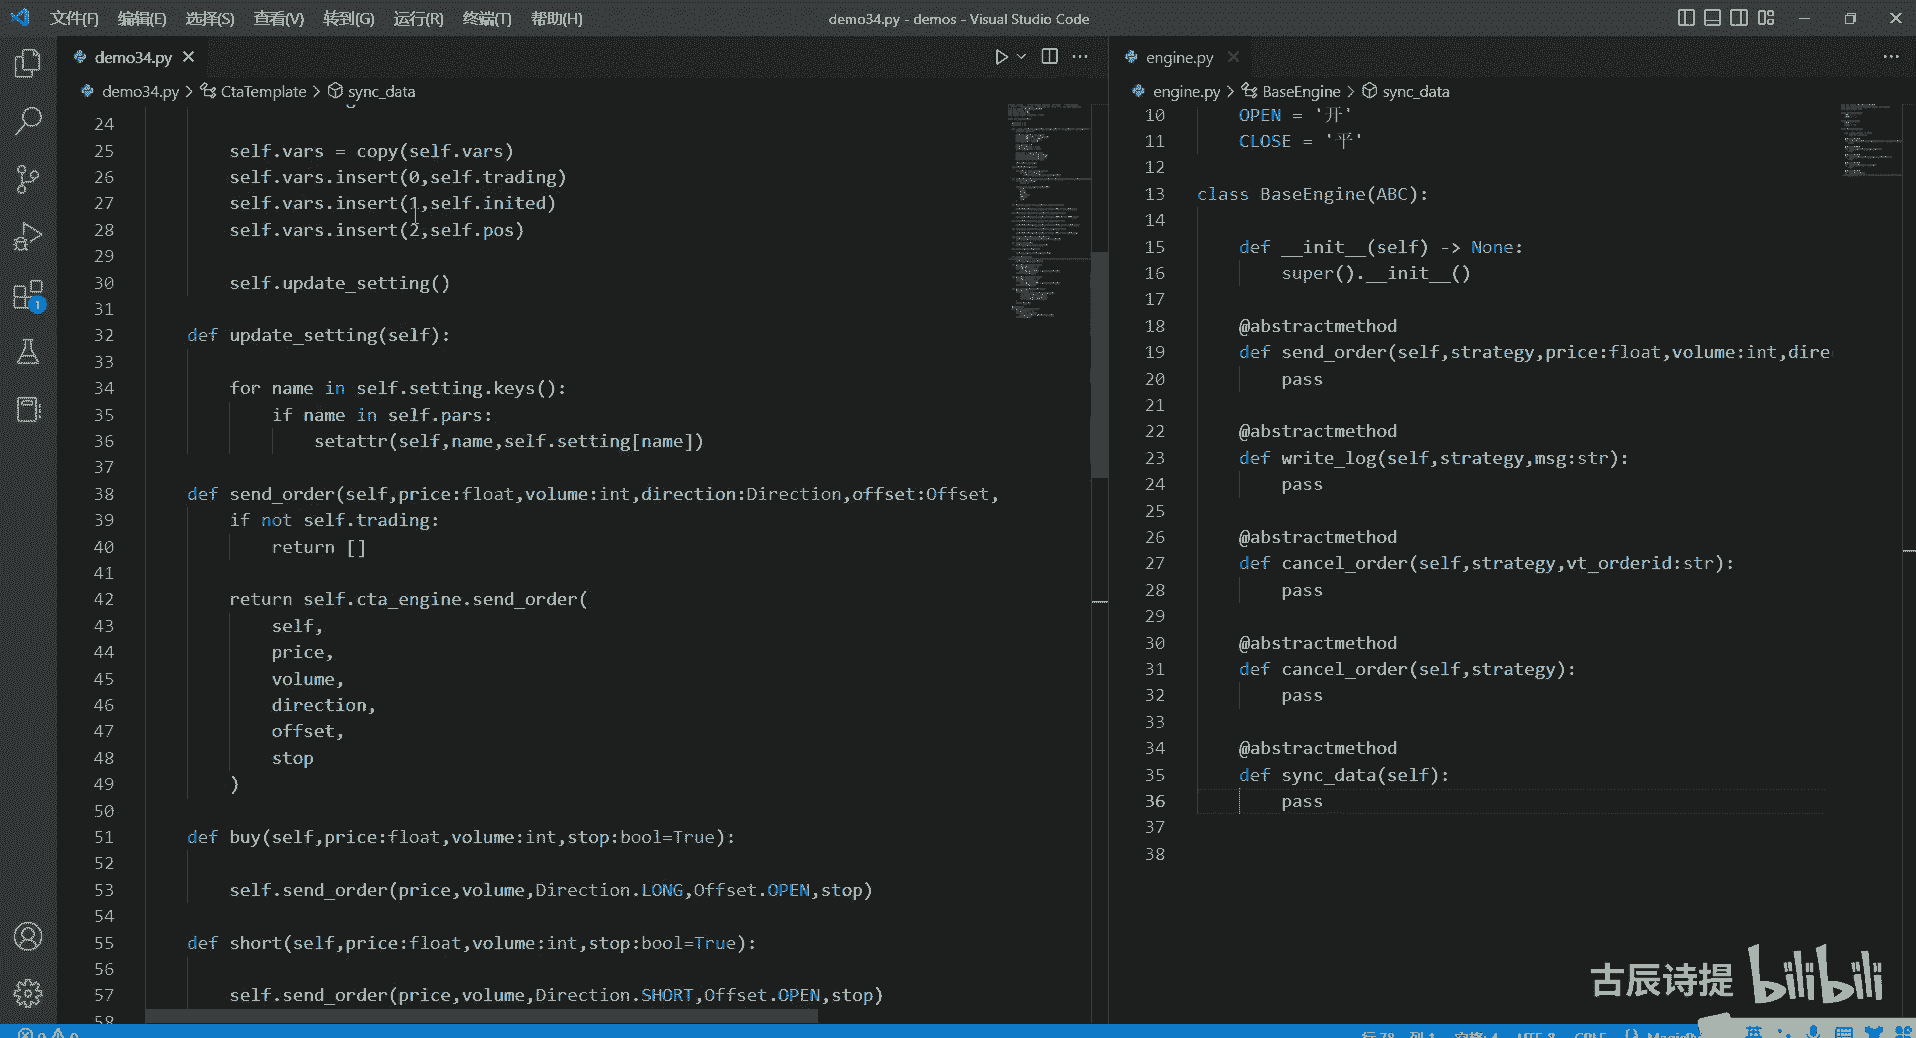 文件(F) 编辑(E) 选择(S) 查看(V) 转到(G) 运行(R) 终端(T) 帮助(H)
demo34.py - demos - Visual Studio Code
demo34.py
demo34.py > CtaTemplate > sync_data
24
25 self.vars = copy(self.vars)
26 self.vars.insert(0,self.trading)
27 self.vars.insert(1,self.inited)
28 self.vars.insert(2,self.pos)
29
30 self.update_setting()
31
32 def update_setting(self):
33
34 for name in self.setting.keys():
35 if name in self.pars:
36 setattr(self,name,self.setting[name])
37
38 def send_order(self,price:float,volume:int,direction:Direction,offset:Offset,
39 if not self.trading:
40 return []
41
42 return self.cta_engine.send_order(
43 self,
44 price,
45 volume,
46 direction,
47 offset,
48 stop
49 )
50
51 def buy(self,price:float,volume:int,stop:bool=True):
52
53 self.send_order(price,volume,Direction.LONG,Offset.OPEN,stop)
54
55 def short(self,price:float,volume:int,stop:bool=True):
56
57 self.send_order(price,volume,Direction.SHORT,Offset.OPEN,stop)
58
engine.py
engine.py > BaseEngine > sync_data
10 OPEN = '开'
11 CLOSE = '平'
12
13 class BaseEngine(ABC):
14
15 def __init__(self) -> None:
16 super().__init__()
17
18 @abstractmethod
19 def send_order(self,strategy,price:float,volume:int,dire
20 pass
21
22 @abstractmethod
23 def write_log(self,strategy,msg:str):
24 pass
25
26 @abstractmethod
27 def cancel_order(self,strategy,vt_orderid:str):
28 pass
29
30 @abstractmethod
31 def cancel_order(self,strategy):
32 pass
33
34 @abstractmethod
35 def sync_data(self):
36 pass
37
38
1
古辰诗提 bilibili
行 78, 列 1 空格: 4 UTF-8 CRLF 英